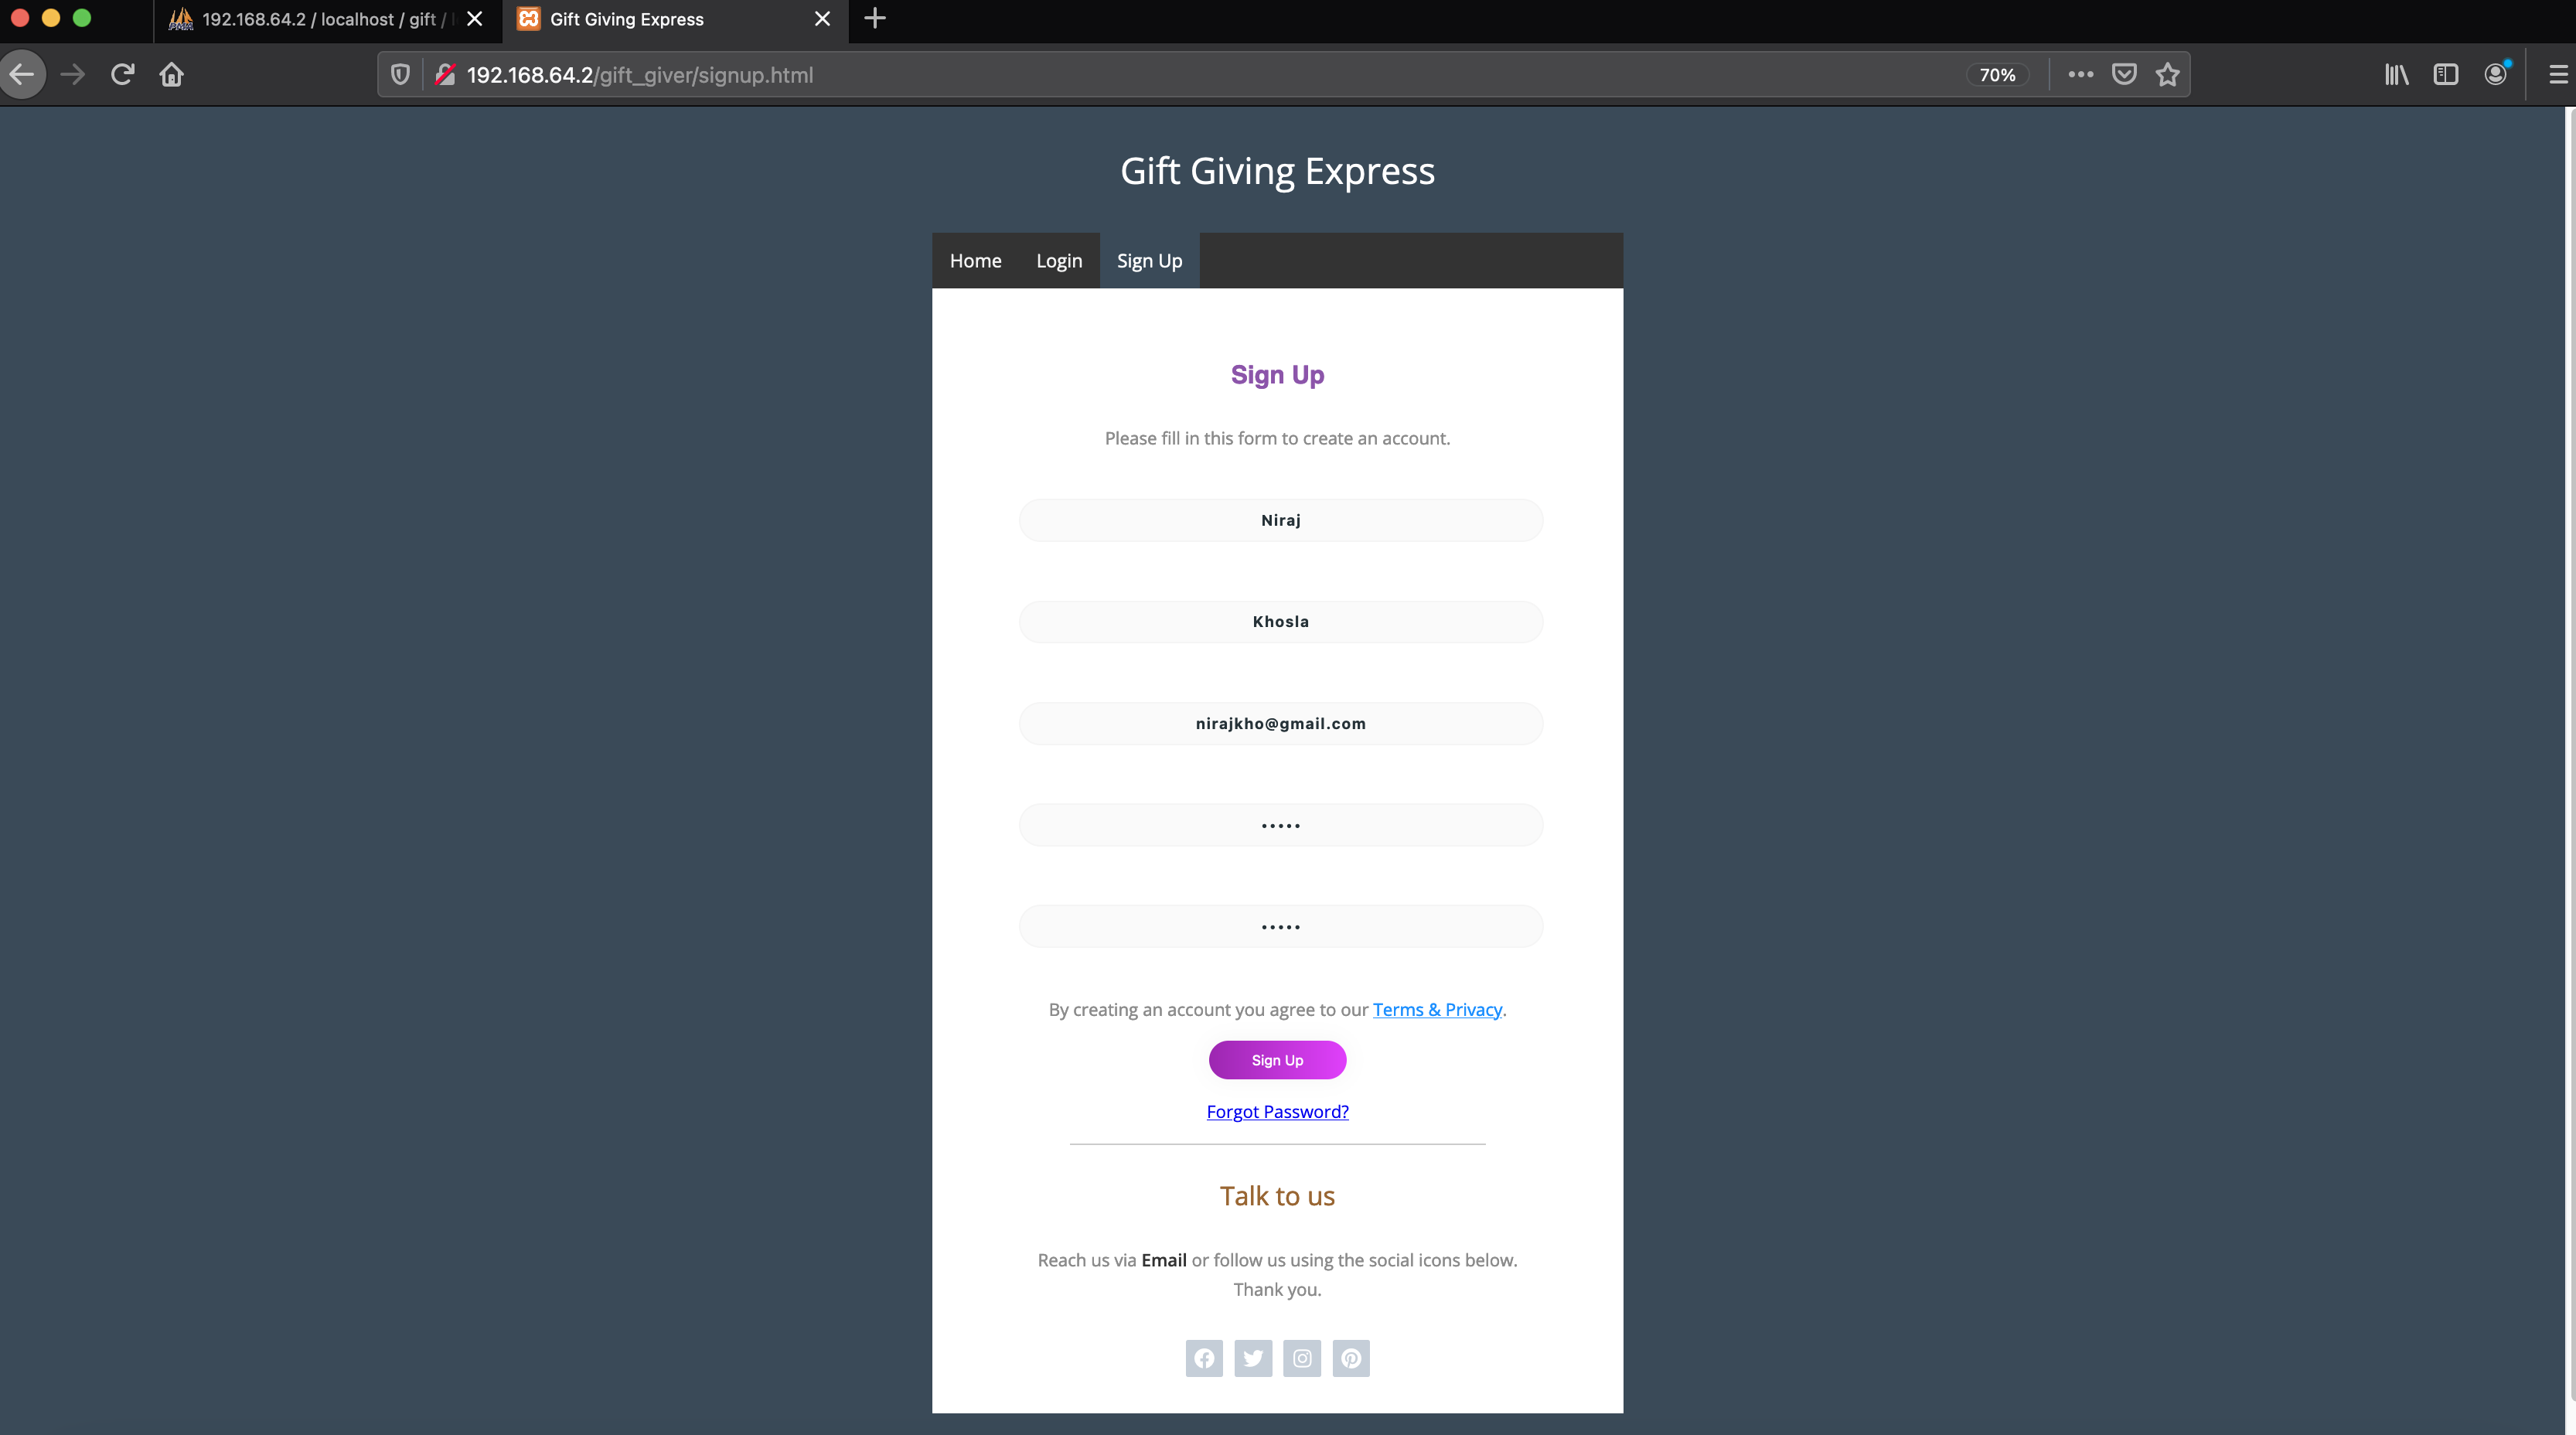 192.168.64.2 / localhost / gift /
Gift Giving Express
192.168.64.2/gift_giver/signup.html
70%
Gift Giving Express
Home Login Sign Up
Sign Up
Please fill in this form to create an account.
Niraj
Khosla
nirajkho@gmail.com
•••••
•••••
By creating an account you agree to our Terms & Privacy.
Sign Up
Forgot Password?
Talk to us
Reach us via Email or follow us using the social icons below.
Thank you.